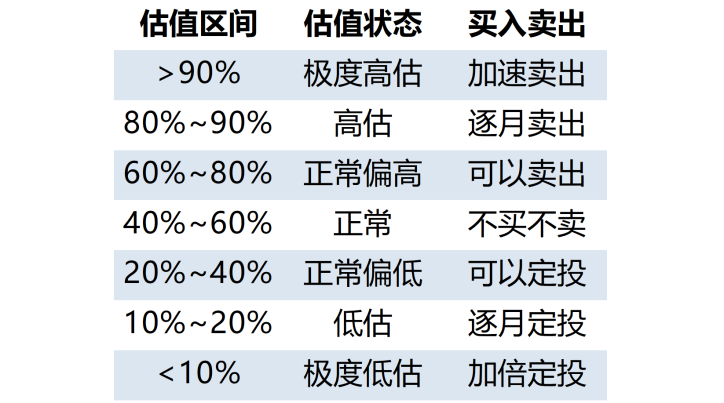 估值区间 估值状态 买入卖出
>90% 极度高估 加速卖出
80%~90% 高估 逐月卖出
60%~80% 正常偏高 可以卖出
40%~60% 正常 不买不卖
20%~40% 正常偏低 可以定投
10%~20% 低估 逐月定投
<10% 极度低估 加倍定投